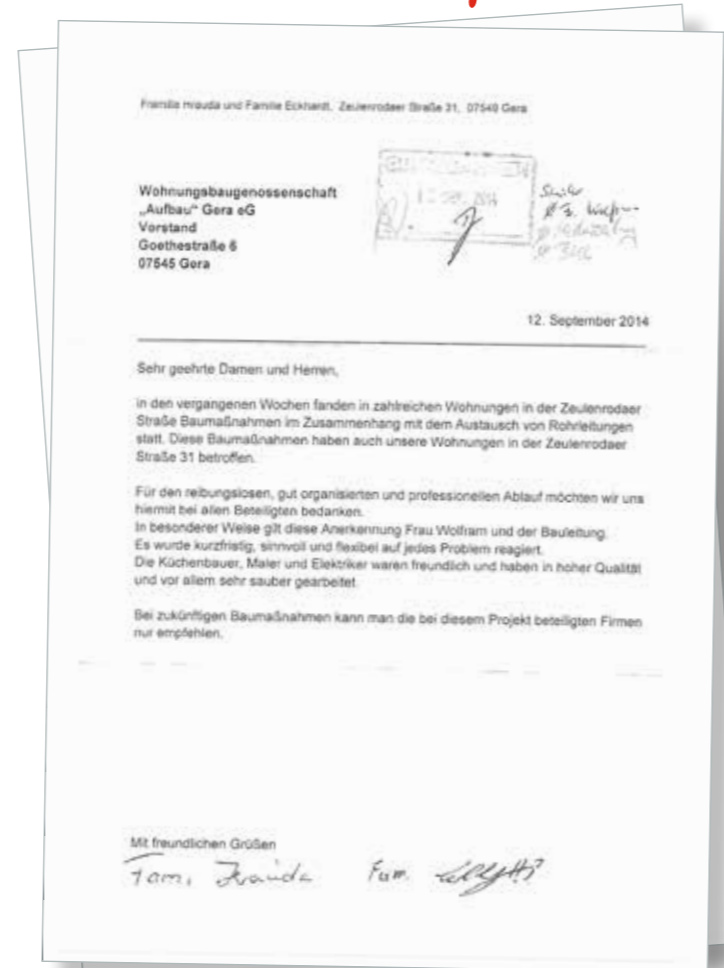 Familie Hrauda und Familie Eckhardt, Zeulenrodaer Straße 31, 07549 Gera
Wohnungsbaugenossenschaft
„Aufbau“ Gera eG
Vorstand
Goethestraße 6
07545 Gera
2014
12. September 2014
Sehr geehrte Damen und Herren,
in den vergangenen Wochen fanden in zahlreichen Wohnungen in der Zeulenrodaer
Straße Baumaßnahmen im Zusammenhang mit dem Austausch von Rohrleitungen
statt. Diese Baumaßnahmen haben auch unsere Wohnungen in der Zeulenrodaer
Straße 31 betroffen.
Für den reibungslosen, gut organisierten und professionellen Ablauf möchten wir uns
hiermit bei allen Beteiligten bedanken.
In besonderer Weise gilt diese Anerkennung Frau Wolfram und der Bauleitung.
Es wurde kurzfristig, sinnvoll und flexibel auf jedes Problem reagiert.
Die Küchenbauer, Maler und Elektriker waren freundlich und haben in hoher Qualität
und vor allem sehr sauber gearbeitet.
Bei zukünftigen Baumaßnahmen kann man die bei diesem Projekt beteiligten Firmen
nur empfehlen.
Mit freundlichen Grüßen
Fam. Hrauda Fam.